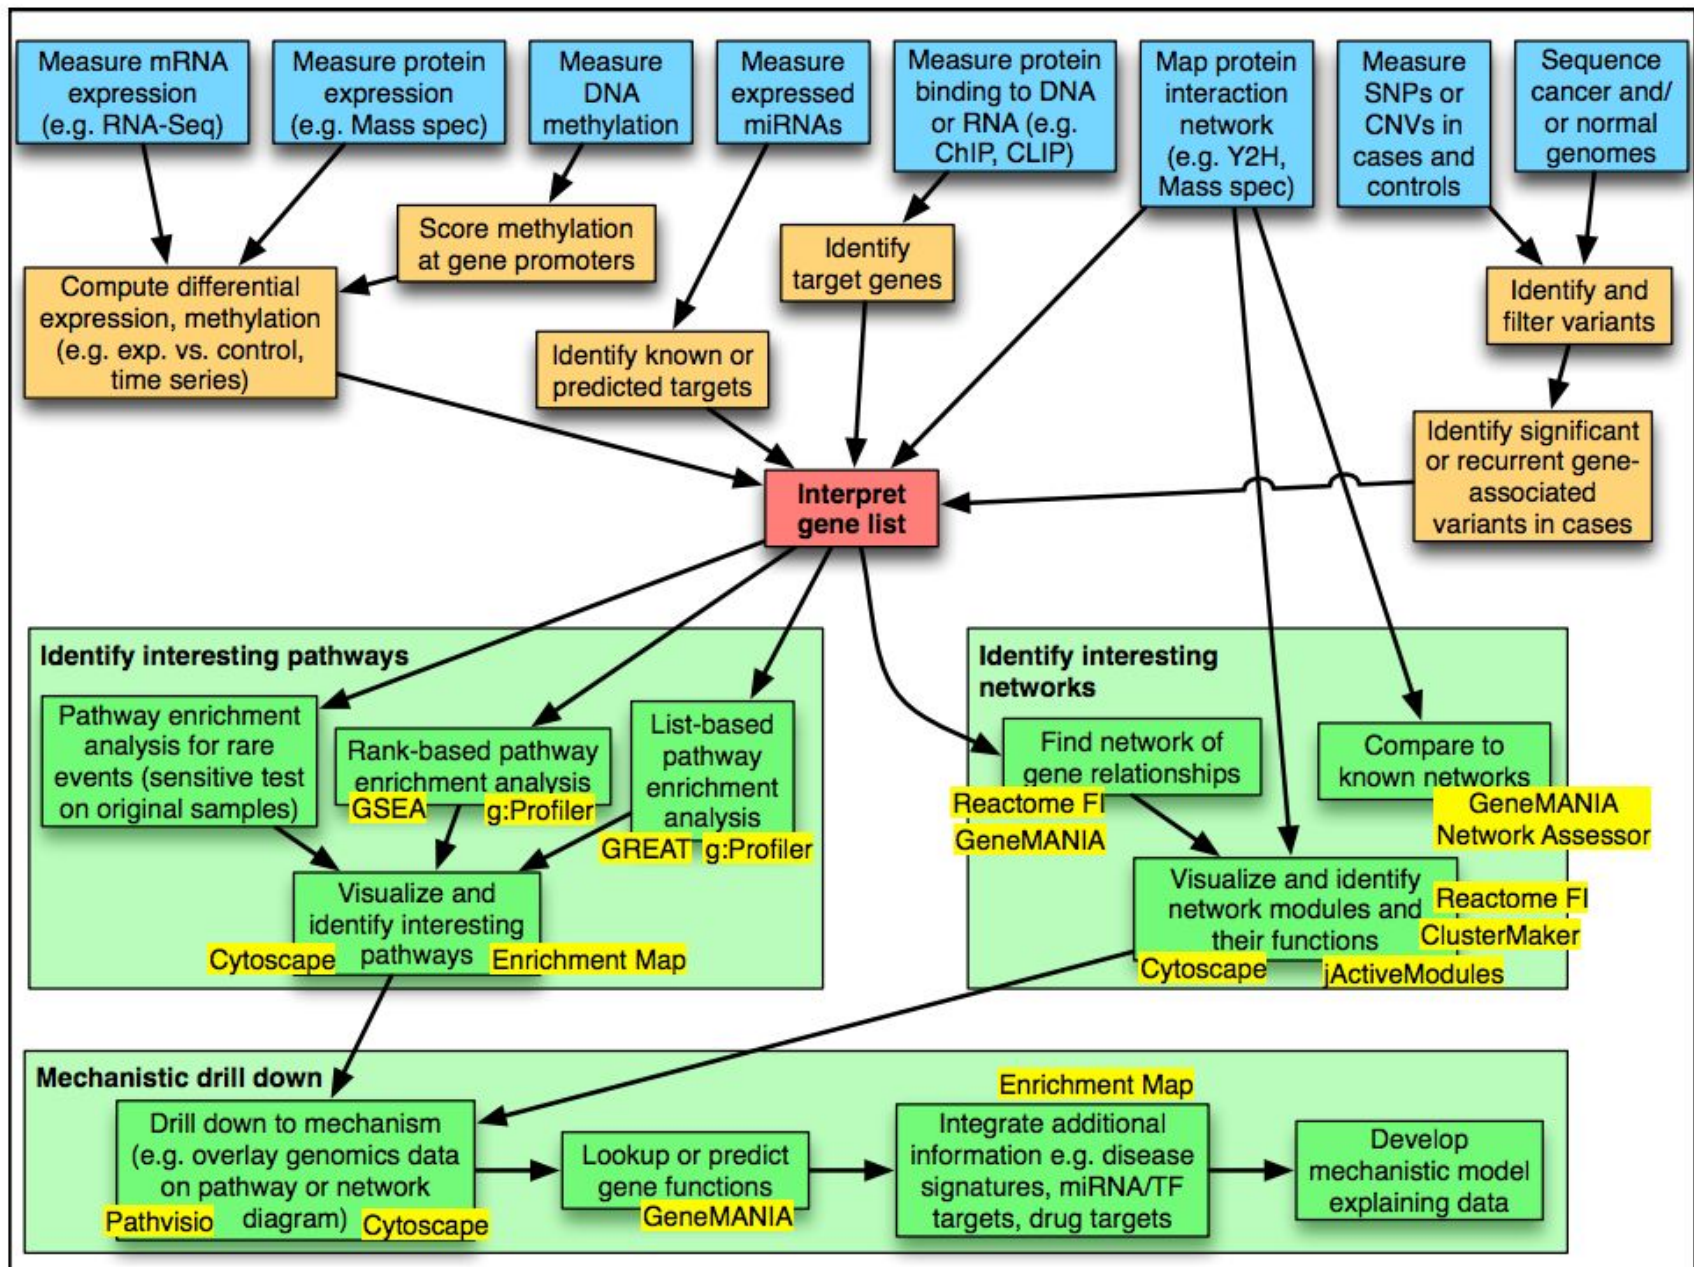 Measure mRNA
expression
(e.g. RNA-Seq)
Measure protein
expression
(e.g. Mass spec)
Measure
DNA
methylation
Measure
expressed
miRNAs
Measure protein
binding to DNA
or RNA (e.g.
ChIP, CLIP)
Map protein
interaction
network
(e.g. Y2H,
Mass spec)
Measure
SNPs or
CNVs in
cases and
controls
Sequence
cancer and/
or normal
genomes
Score methylation
at gene promoters
Identify
target genes
Compute differential
expression, methylation
(e.g. exp. vs. control,
time series)
Identify known or
predicted targets
Identify and
filter variants
Identify significant
or recurrent gene-
associated
variants in cases
Interpret
gene list
Identify interesting pathways
Pathway enrichment
analysis for rare
events (sensitive test
on original samples)
Rank-based pathway
enrichment analysis
GSEA
g:Profiler
List-based
pathway
enrichment
analysis
GREAT
g:Profiler
Visualize and
identify interesting
pathways
Cytoscape
Enrichment Map
Identify interesting
networks
Find network of
gene relationships
Reactome FI
GeneMANIA
Compare to
known networks
GeneMANIA
Network Assessor
Visualize and identify
network modules and
their functions
Reactome FI
ClusterMaker
Cytoscape
jActiveModules
Mechanistic drill down
Drill down to mechanism
(e.g. overlay genomics data
on pathway or network
diagram)
Pathvisio
Cytoscape
Lookup or predict
gene functions
GeneMANIA
Enrichment Map
Integrate additional
information e.g. disease
signatures, miRNA/TF
targets, drug targets
Develop
mechanistic model
explaining data